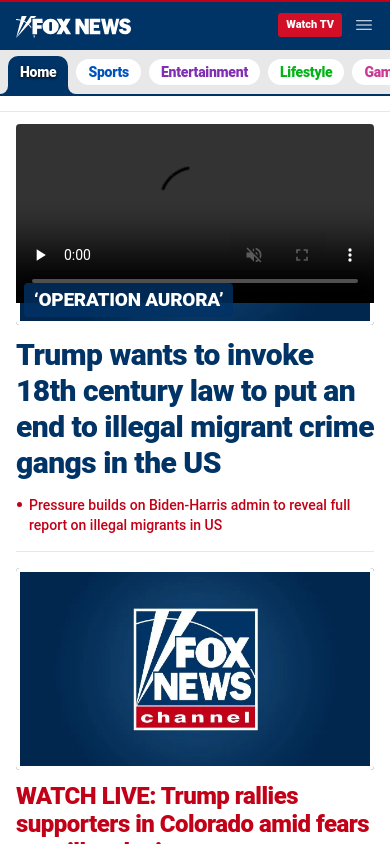 FOX NEWS
Watch TV
Home
Sports
Entertainment
Lifestyle
0:00
‘OPERATION AURORA’
Trump wants to invoke
18th century law to put an
end to illegal migrant crime
gangs in the US
Pressure builds on Biden-Harris admin to reveal full
report on illegal migrants in US
FOX
NEWS
channel
WATCH LIVE: Trump rallies
supporters in Colorado amid fears